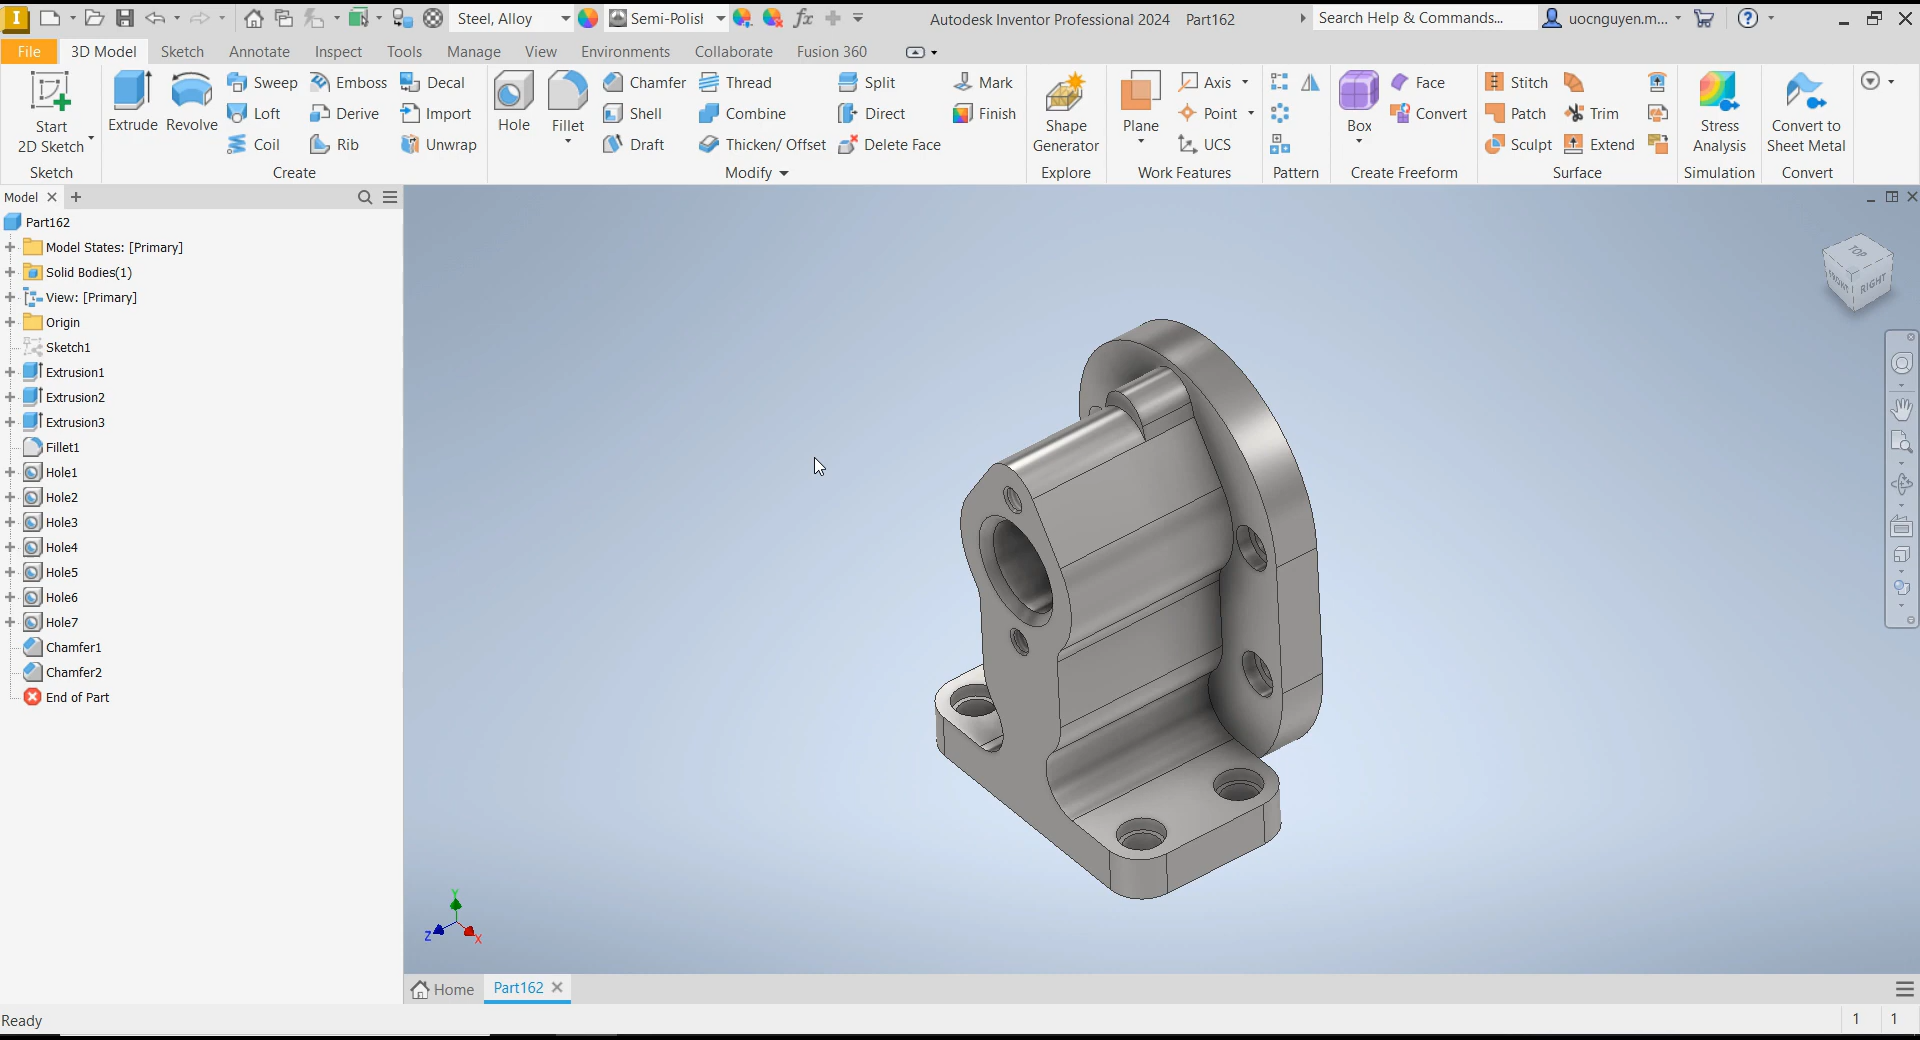 I
Steel, Alloy
Semi-Polish
fx
Autodesk Inventor Professional 2024 Part162
Search Help & Commands...
uocnguyen.m...
File
3D Model
Sketch
Annotate
Inspect
Tools
Manage
View
Environments
Collaborate
Fusion 360
Start
2D Sketch
Sketch
Extrude
Revolve
Sweep
Loft
Coil
Emboss
Derive
Rib
Decal
Import
Unwrap
Create
Hole
Fillet
Chamfer
Shell
Draft
Thread
Combine
Thicken/ Offset
Split
Direct
Delete Face
Mark
Finish
Modify
Shape
Generator
Explore
Plane
Axis
Point
UCS
Work Features
Pattern
Box
Face
Convert
Create Freeform
Stitch
Patch
Sculpt
Trim
Extend
Surface
Stress
Analysis
Simulation
Convert to
Sheet Metal
Convert
Model
Part162
Model States: [Primary]
Solid Bodies(1)
View: [Primary]
Origin
Sketch1
Extrusion1
Extrusion2
Extrusion3
Fillet1
Hole1
Hole2
Hole3
Hole4
Hole5
Hole6
Hole7
Chamfer1
Chamfer2
End of Part
TOP
FRONT
RIGHT
Y
Z
X
Home
Part162
Ready
1
1